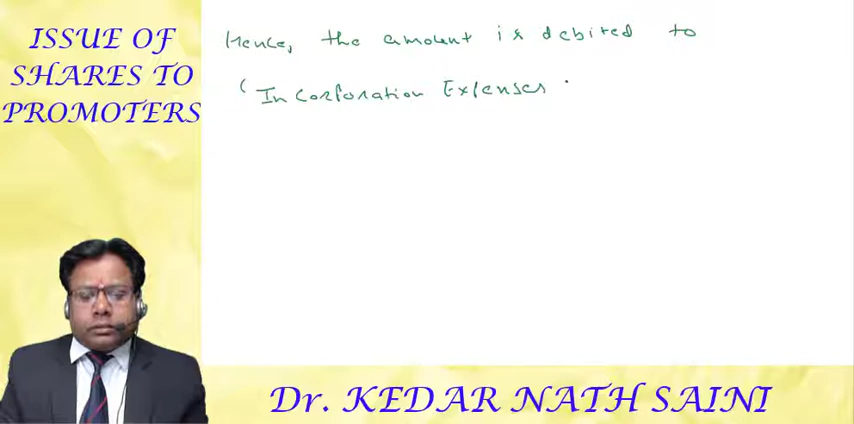 ISSUE OF
SHARES TO
PROMOTERS
Hence, the amount is debited to
'Incorporation Expenses
Dr. KEDAR NATH SAINI